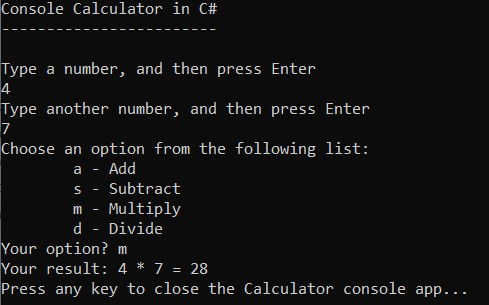 Console Calculator in C#
------------------------
Type a number, and then press Enter
4
Type another number, and then press Enter
7
Choose an option from the following list:
a - Add
s - Subtract
m - Multiply
d - Divide
Your option? m
Your result: 4 * 7 = 28
Press any key to close the Calculator console app...